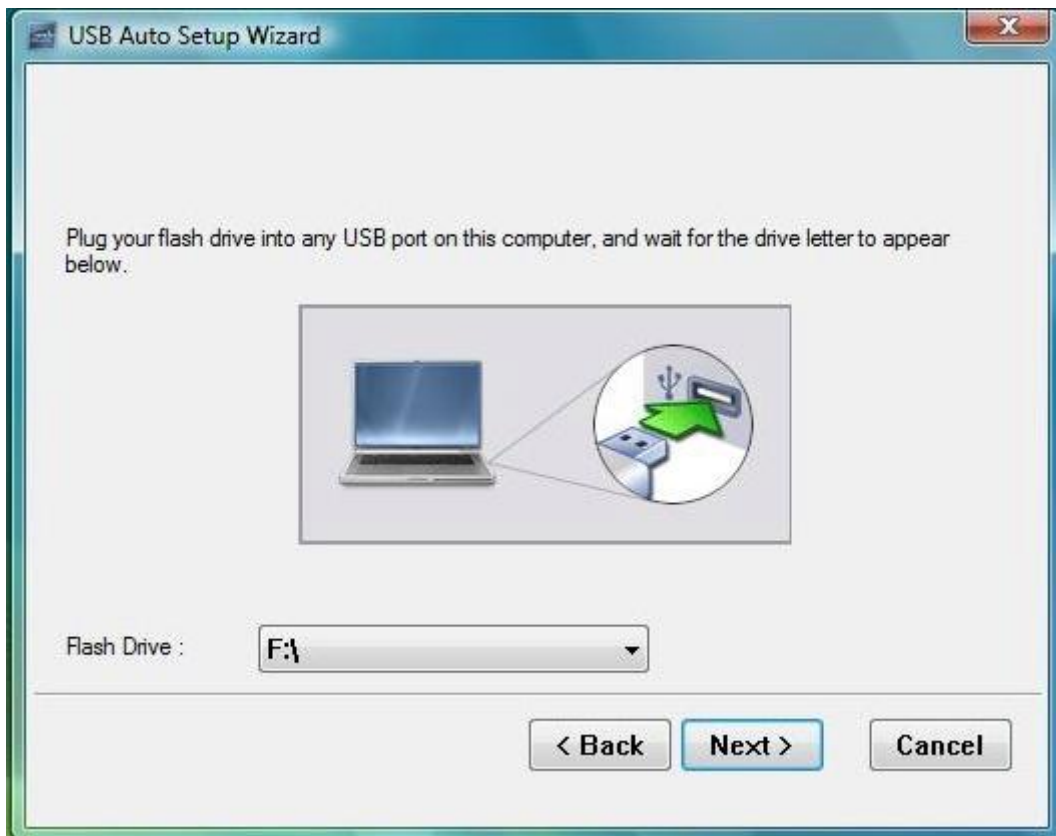 USB Auto Setup Wizard
Plug your flash drive into any USB port on this computer, and wait for the drive letter to appear
below.
Flash Drive :
F:\
< Back
Next >
Cancel